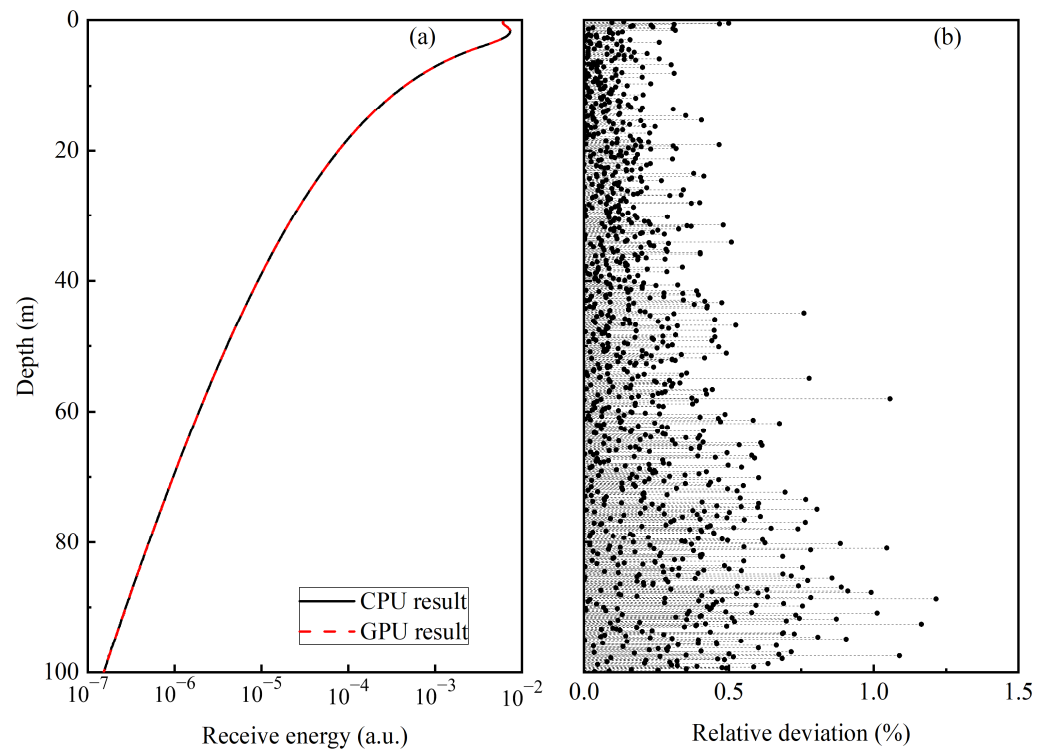 (a)
(b)
0
20
40
60
80
100
Depth (m)
CPU result
GPU result
10⁻⁷ 10⁻⁶ 10⁻⁵ 10⁻⁴ 10⁻³ 10⁻²
0.0 0.5 1.0 1.5
Receive energy (a.u.)
Relative deviation (%)